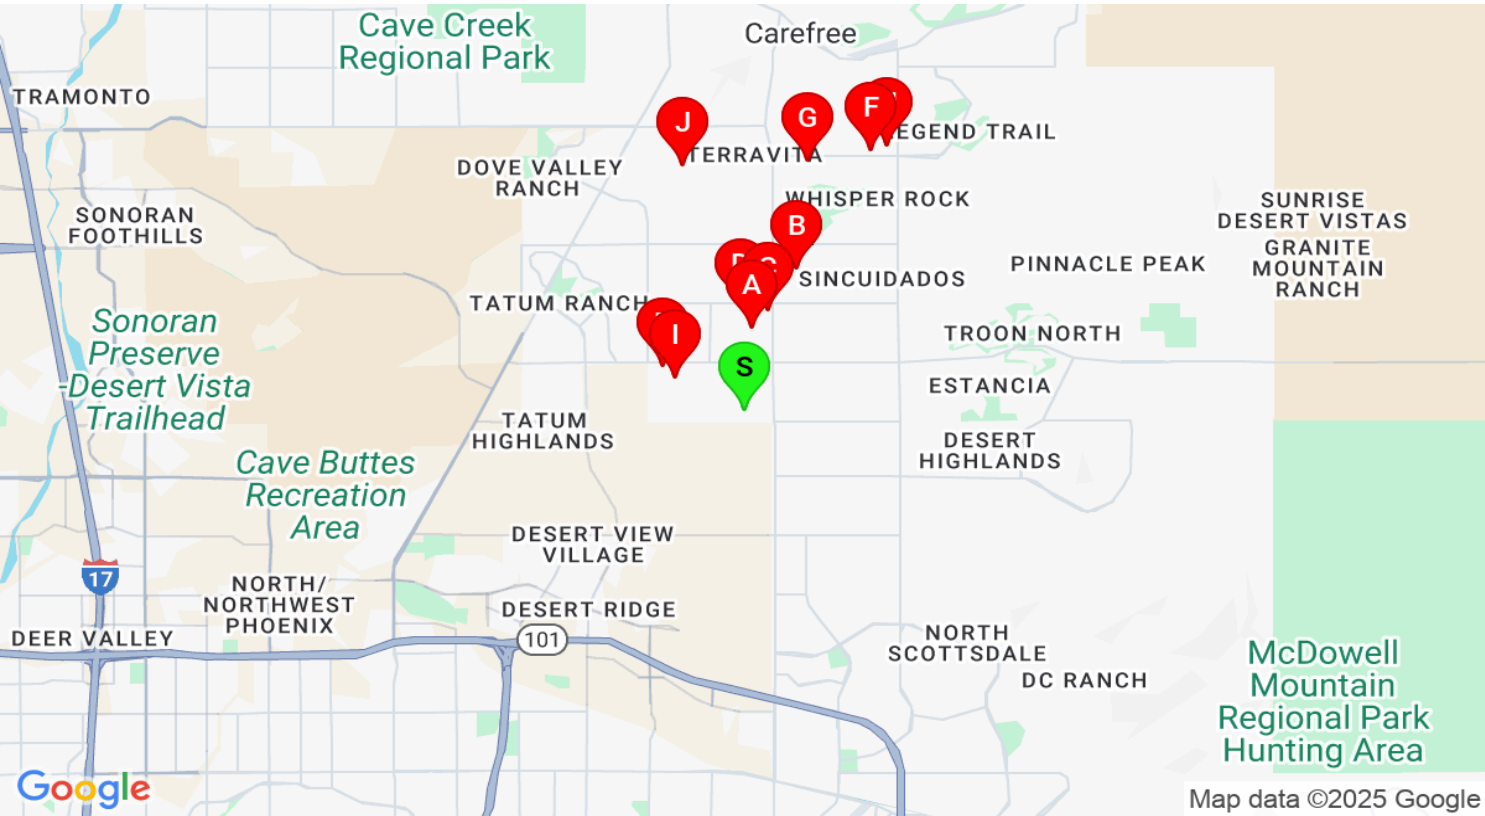 Cave Creek
Regional Park
Carefree
TRAMONTO
J
G
F
EGEND TRAIL
TERRAVITA
DOVE VALLEY
RANCH
WHISPER ROCK
SONORAN
FOOTHILLS
B
SUNRISE
DESERT VISTAS
GRANITE
MOUNTAIN
RANCH
PINNACLE PEAK
SINCUIDADOS
A
TATUM RANCH
I
Sonoran
Preserve
-Desert Vista
Trailhead
TROON NORTH
S
ESTANCIA
TATUM
HIGHLANDS
DESERT
HIGHLANDS
Cave Buttes
Recreation
Area
DESERT VIEW
VILLAGE
17
NORTH/
NORTHWEST
PHOENIX
DESERT RIDGE
DEER VALLEY
101
NORTH
SCOTTSDALE
DC RANCH
McDowell
Mountain
Regional Park
Hunting Area
Google
Map data ©2025 Google